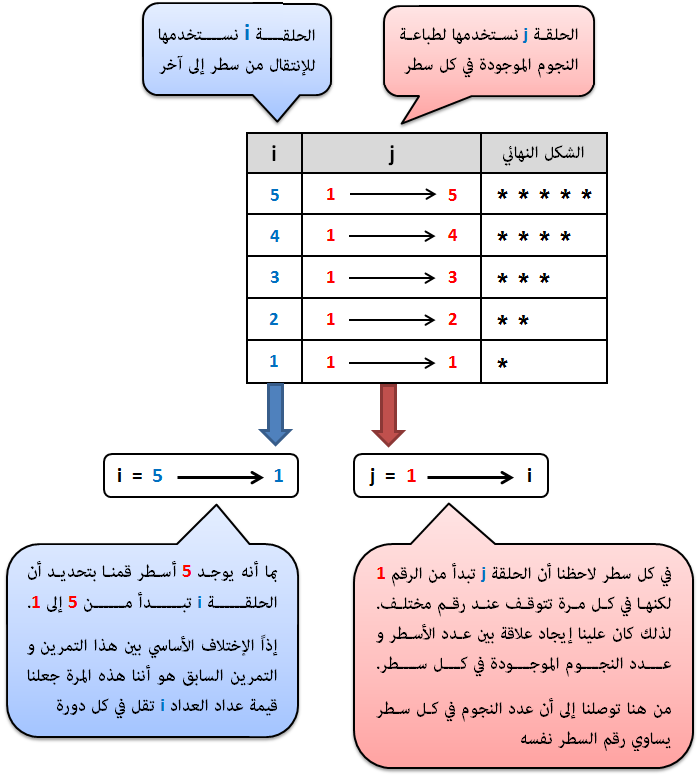 الحلقة i نستخدمها
للإنتقال من سطر إلى آخر
الحلقة j نستخدمها لطباعة
النجوم الموجودة في كل سطر
i j الشكل النهائي
5 1 5 * * * * *
4 1 4 * * * *
3 1 3 * * *
2 1 2 * *
1 1 1 *
i = 5 1
j = 1 i
بما أنه يوجد 5 أسطر قمنا بتحديد أن
الحلقة i تبدأ من 5 إلى 1.
إذاً الإختلاف الأساسي بين هذا التمرين و
التمرين السابق هو أننا هذه المرة جعلنا
قيمة عداد العداد i تقل في كل دورة
في كل سطر لاحظنا أن الحلقة j تبدأ من الرقم 1
لكنها في كل مرة تتوقف عند رقم مختلف.
لذلك كان علينا إيجاد علاقة بين عدد الأسطر و
عدد النجوم الموجودة في كل سطر.
من هنا توصلنا إلى أن عدد النجوم في كل سطر
يساوي رقم السطر نفسه